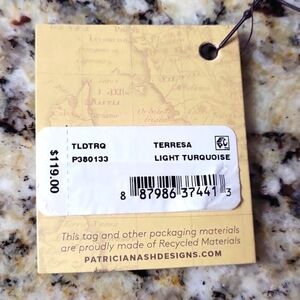 TLDTRQ TERRESA
P380133 LIGHT TURQUOISE
$119.00
8 87986 37441 3
This tag and other packaging materials
are proudly made of Recycled Materials
PATRICIANASHDESIGNS.COM